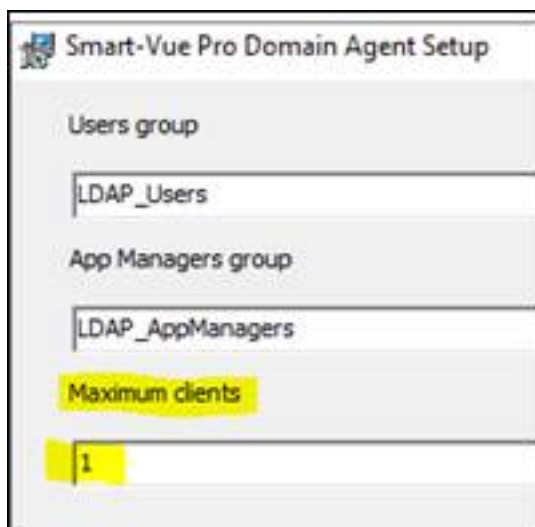 Smart-Vue Pro Domain Agent Setup
Users group
LDAP_Users
App Managers group
LDAP_AppManagers
Maximum clients
1